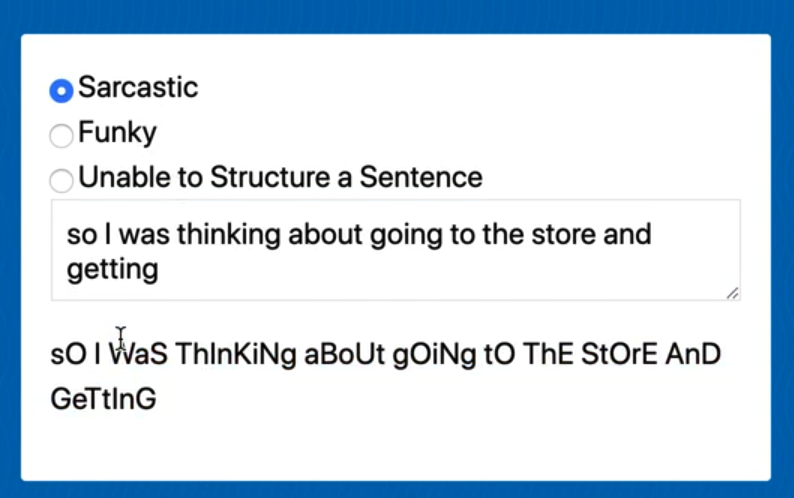 Sarcastic
Funky
Unable to Structure a Sentence
so I was thinking about going to the store and
getting
sO I WaS ThInKiNg aBoUt gOiNg tO ThE StOrE AnD
GeTtInG